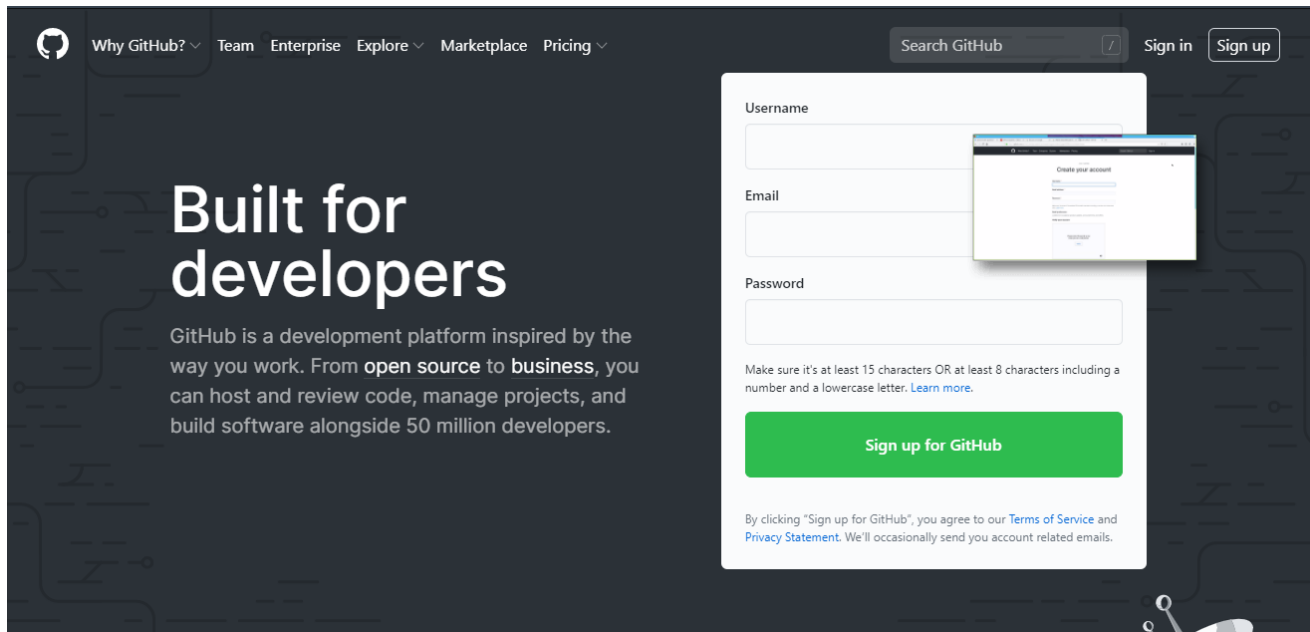 Why GitHub? Team Enterprise Explore Marketplace Pricing Search GitHub / Sign in Sign up
Built for
developers
GitHub is a development platform inspired by the
way you work. From open source to business, you
can host and review code, manage projects, and
build software alongside 50 million developers.
Username
Email
Password
Make sure it's at least 15 characters OR at least 8 characters including a
number and a lowercase letter. Learn more.
Sign up for GitHub
By clicking “Sign up for GitHub”, you agree to our Terms of Service and
Privacy Statement. We’ll occasionally send you account related emails.
Create your account